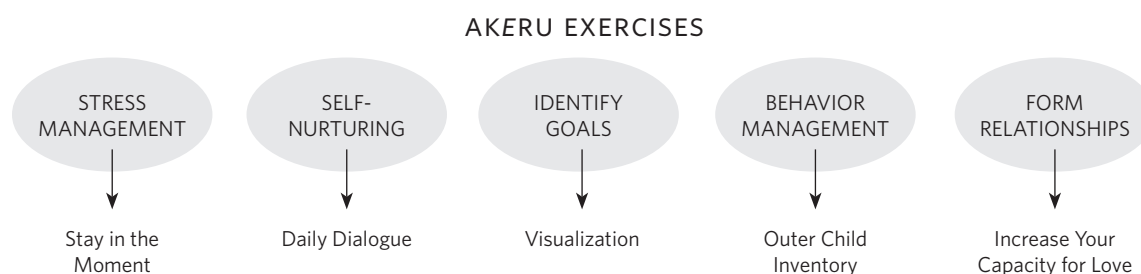 AKERU EXERCISES
STRESS
MANAGEMENT
SELF-
NURTURING
IDENTIFY
GOALS
BEHAVIOR
MANAGEMENT
FORM
RELATIONSHIPS
Stay in the
Moment
Daily Dialogue
Visualization
Outer Child
Inventory
Increase Your
Capacity for Love